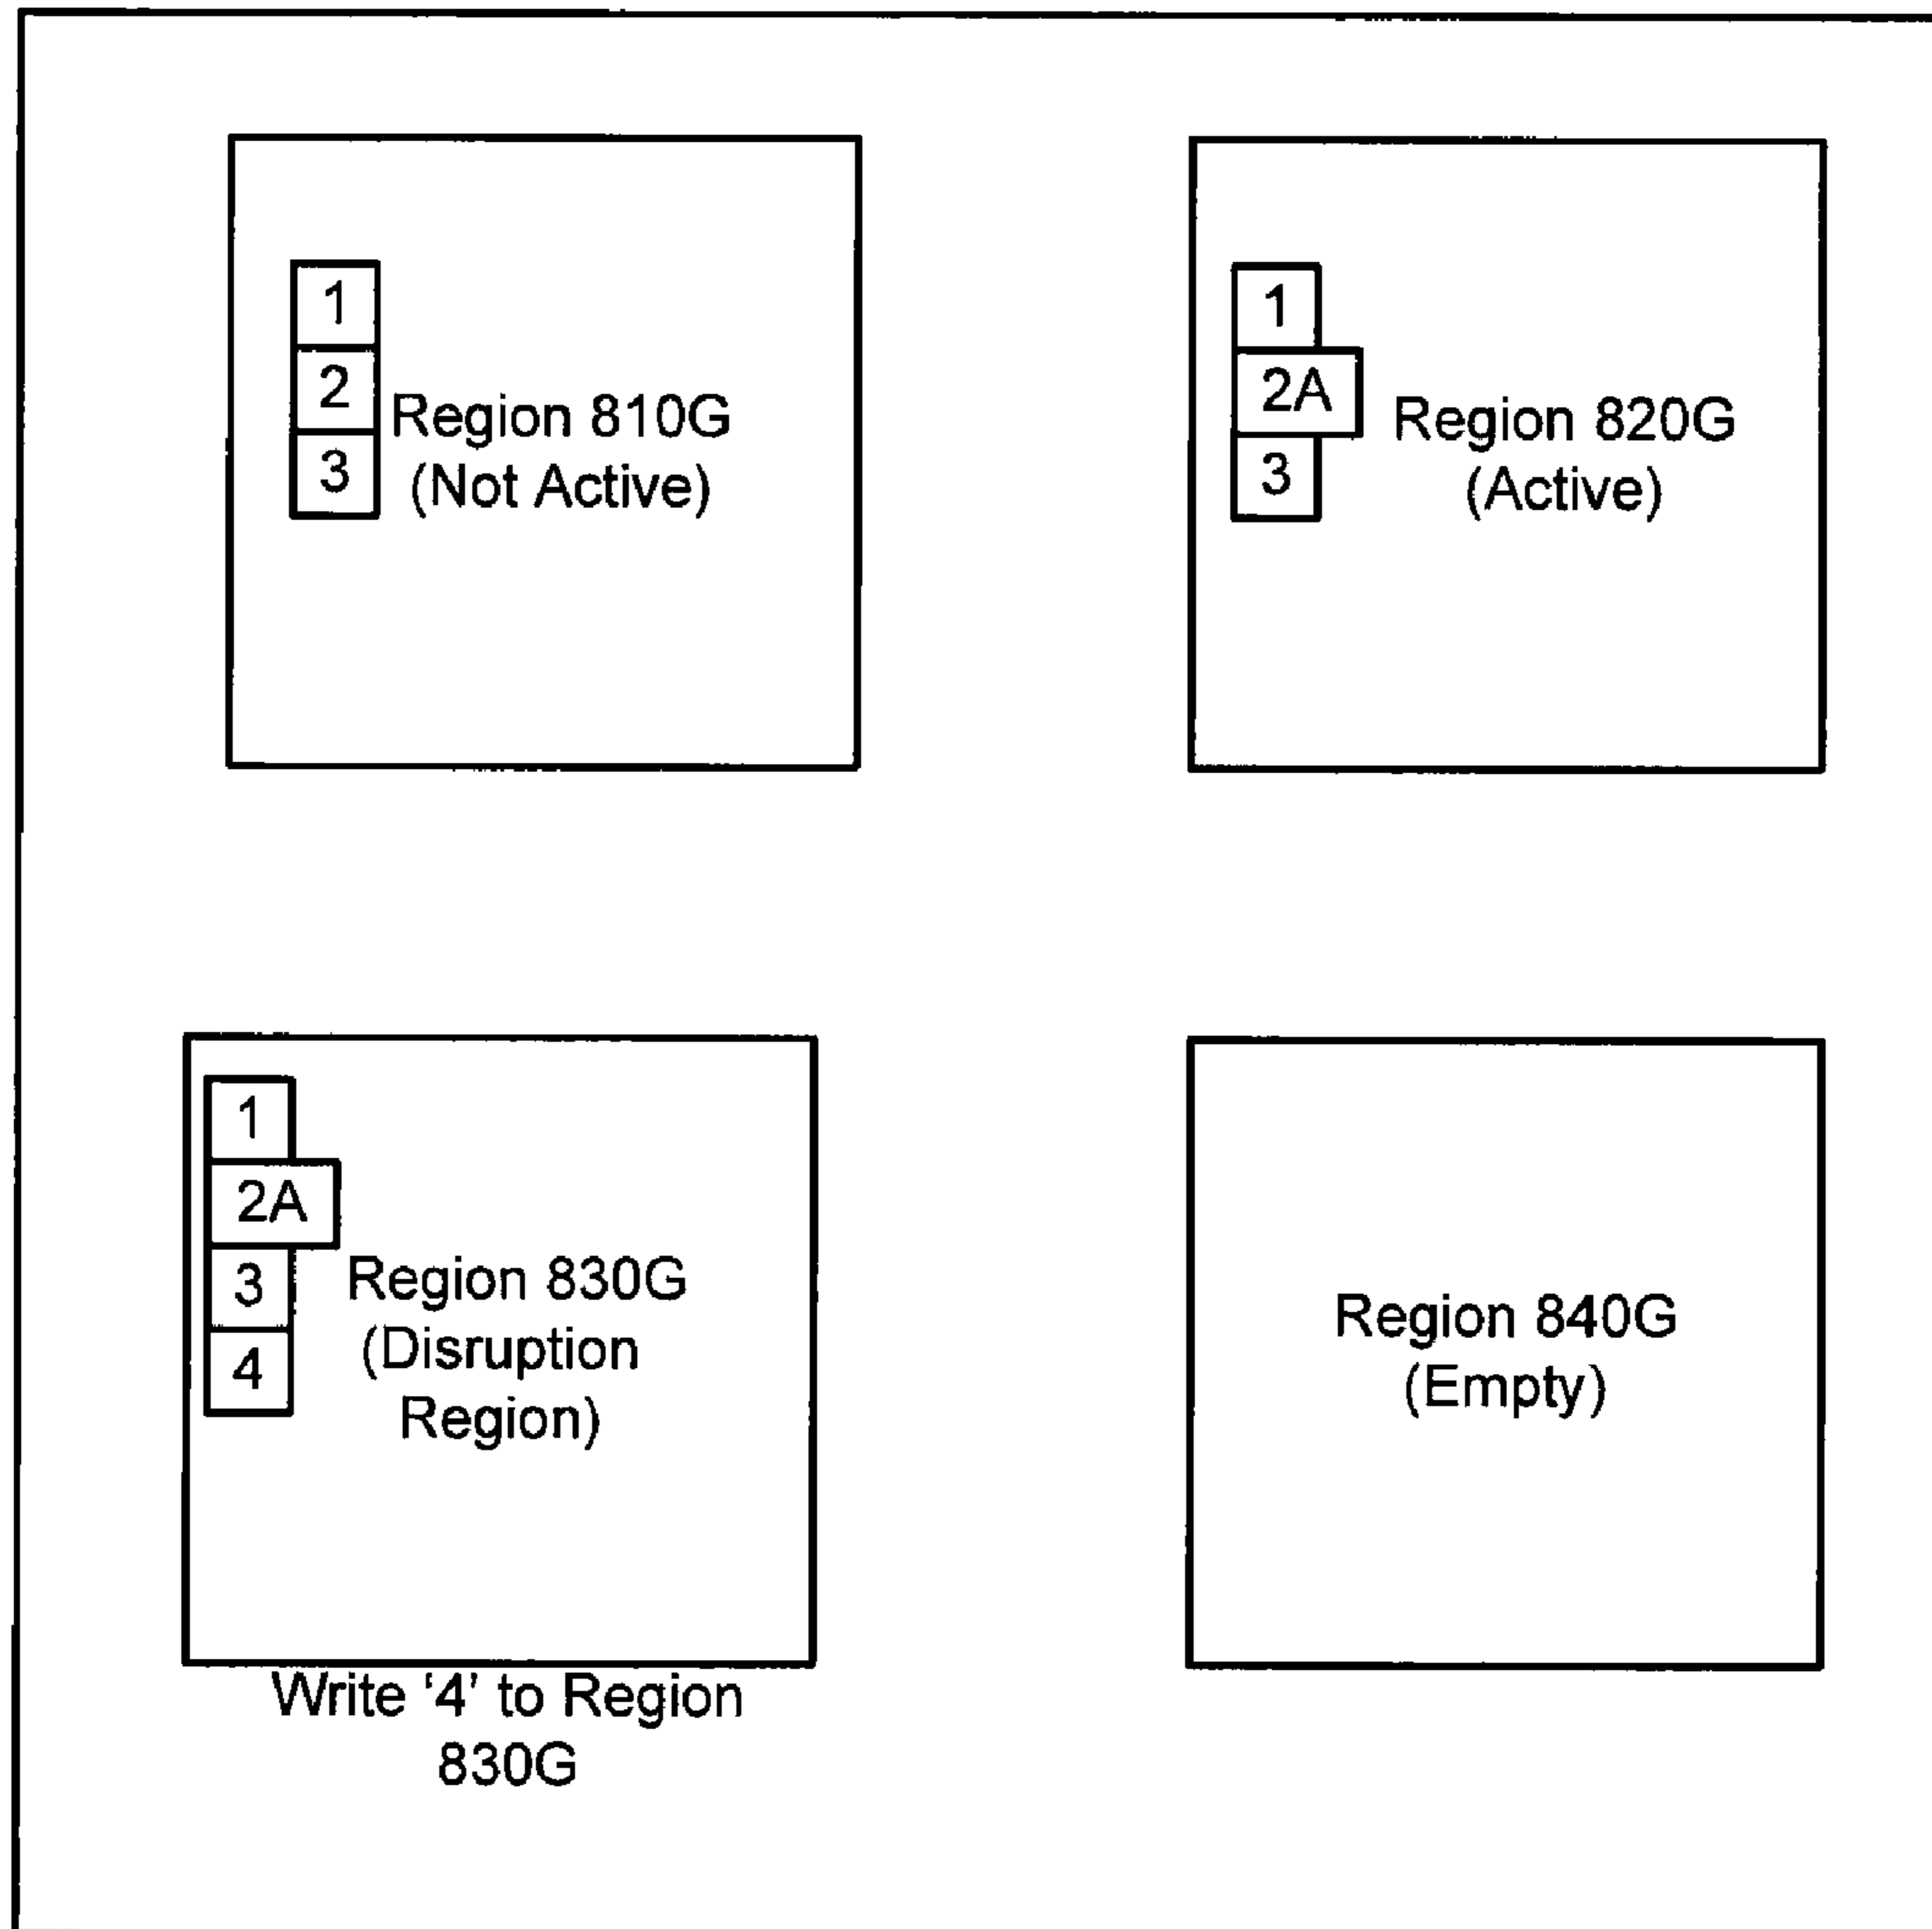 1
2
3
Region 810G
(Not Active)
1
2A
3
Region 820G
(Active)
1
2A
3
4
Region 830G
(Disruption
Region)
Write ‘4’ to Region
830G
Region 840G
(Empty)